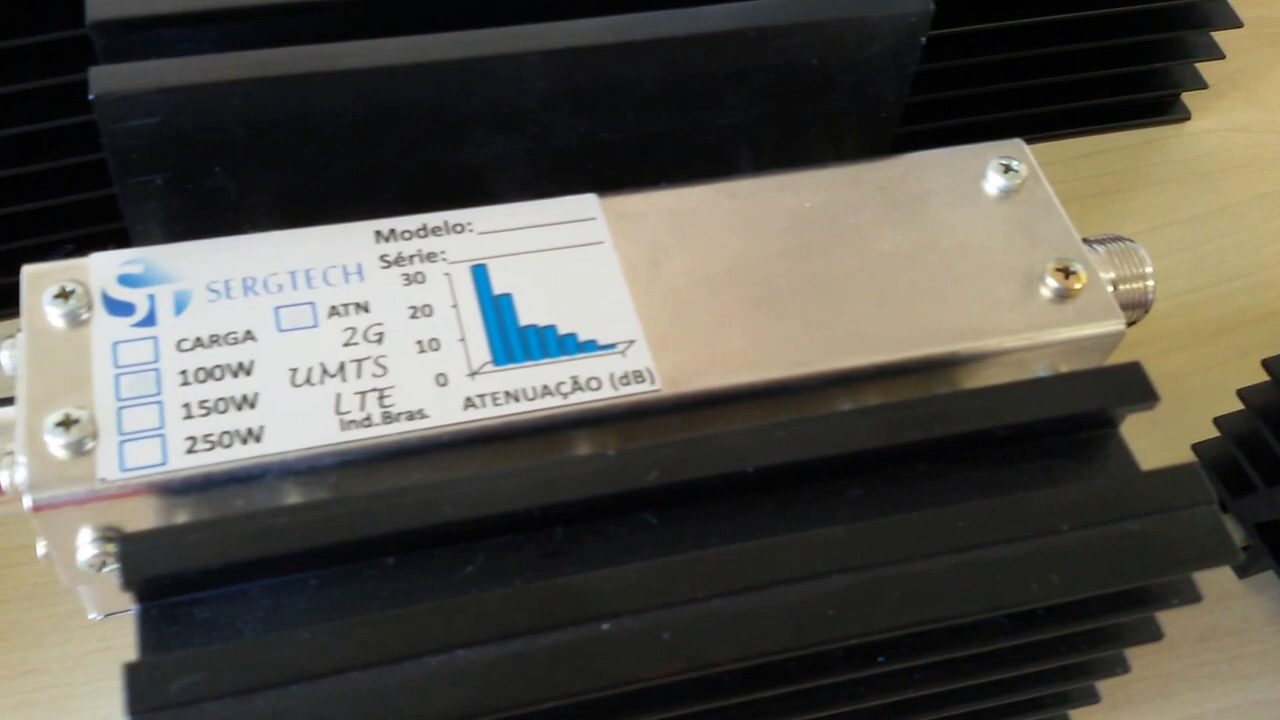 Modelo:
Série:
ST SERGTECH
ATN
CARGA
100W
150W
250W
2G
UMTS
LTE
Ind.Bras.
30
20
10
0
ATENUAÇÃO (dB)